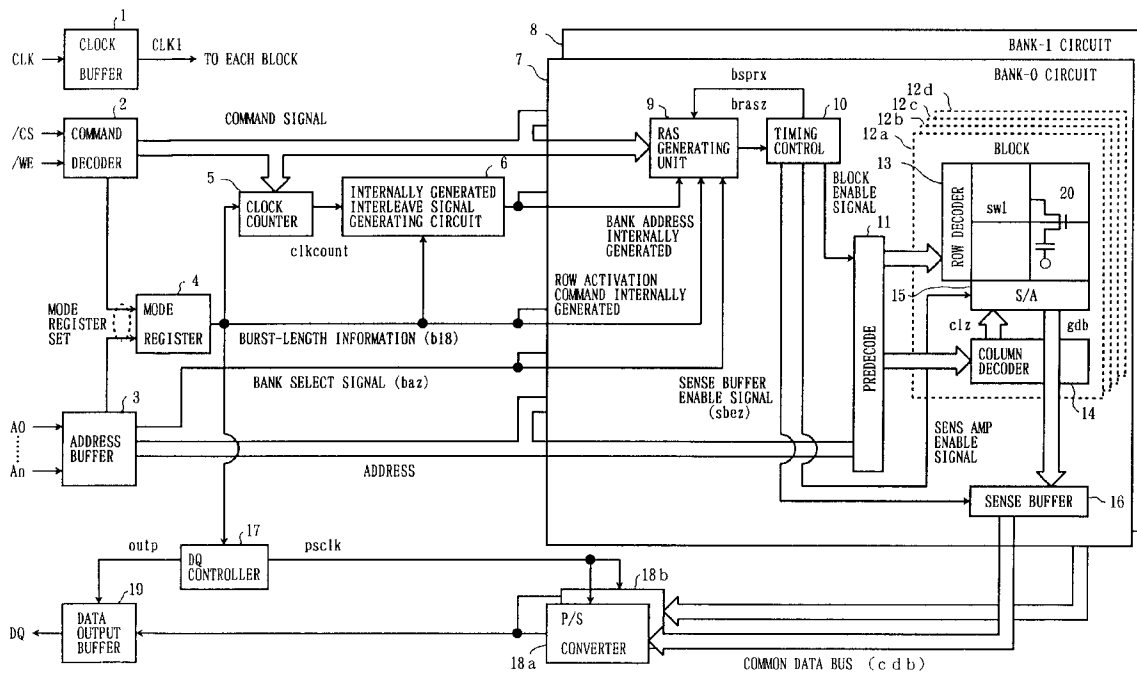 1
CLK
CLOCK
BUFFER
CLK1
TO EACH BLOCK
2
/CS
/WE
COMMAND
DECODER
COMMAND SIGNAL
5
CLOCK
COUNTER
clkcount
6
INTERNALLY GENERATED
INTERLEAVE SIGNAL
GENERATING CIRCUIT
4
MODE
REGISTER
MODE
REGISTER
SET
BURST-LENGTH INFORMATION (bl8)
BANK SELECT SIGNAL (baz)
3
A0
An
ADDRESS
BUFFER
ADDRESS
8
BANK-1 CIRCUIT
7
BANK-0 CIRCUIT
bsprx
brasz
9
RAS
GENERATING
UNIT
10
TIMING
CONTROL
BLOCK
ENABLE
SIGNAL
BANK ADDRESS
INTERNALLY
GENERATED
ROW ACTIVATION
COMMAND INTERNALLY
GENERATED
SENSE BUFFER
ENABLE SIGNAL
(sbez)
11
PREDECODE
12d
12c
12b
12a
BLOCK
13
ROW DECODER
sw1
20
15
S/A
clz
gdb
COLUMN
DECODER
14
SENS AMP
ENABLE
SIGNAL
SENSE BUFFER
16
17
outp
DQ
CONTROLLER
psclk
19
DQ
DATA
OUTPUT
BUFFER
18b
P/S
CONVERTER
18a
COMMON DATA BUS (cdb)